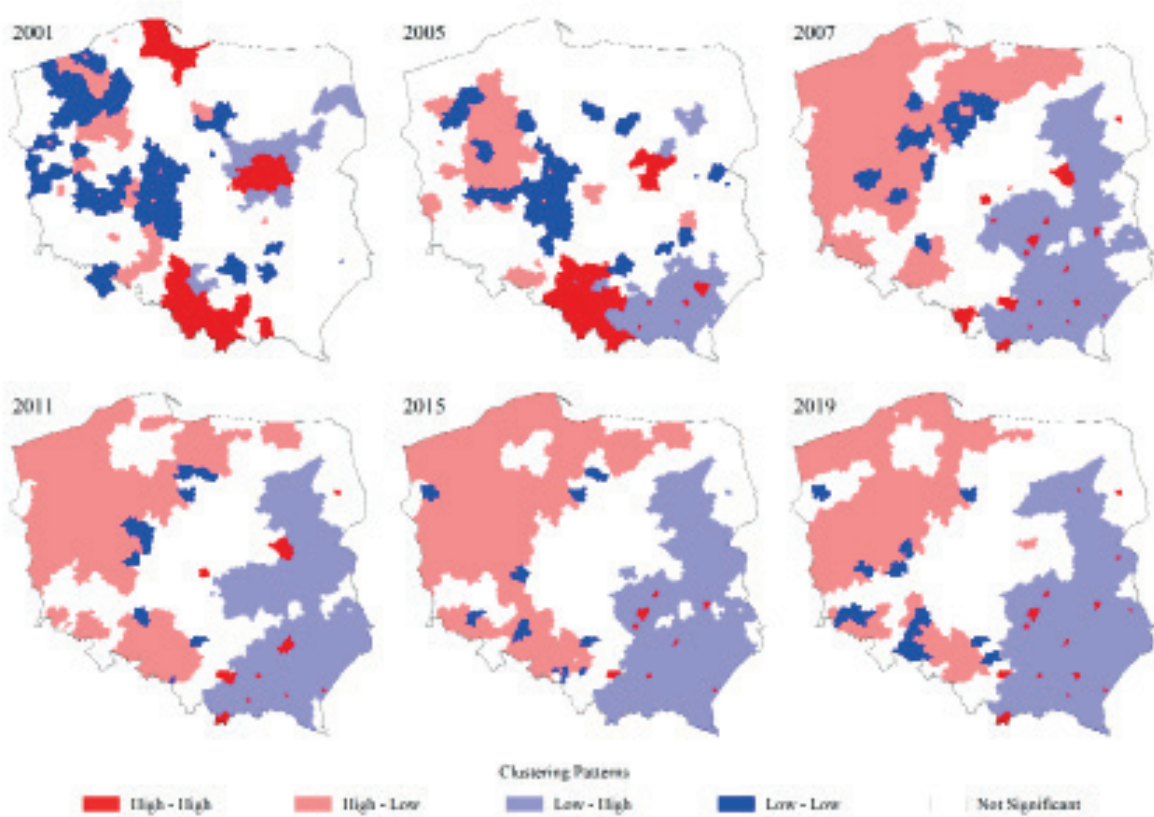 2001
2005
2007
2011
2015
2019
Clustering Patterns
High - High
High - Low
Low - High
Low - Low
Not Significant